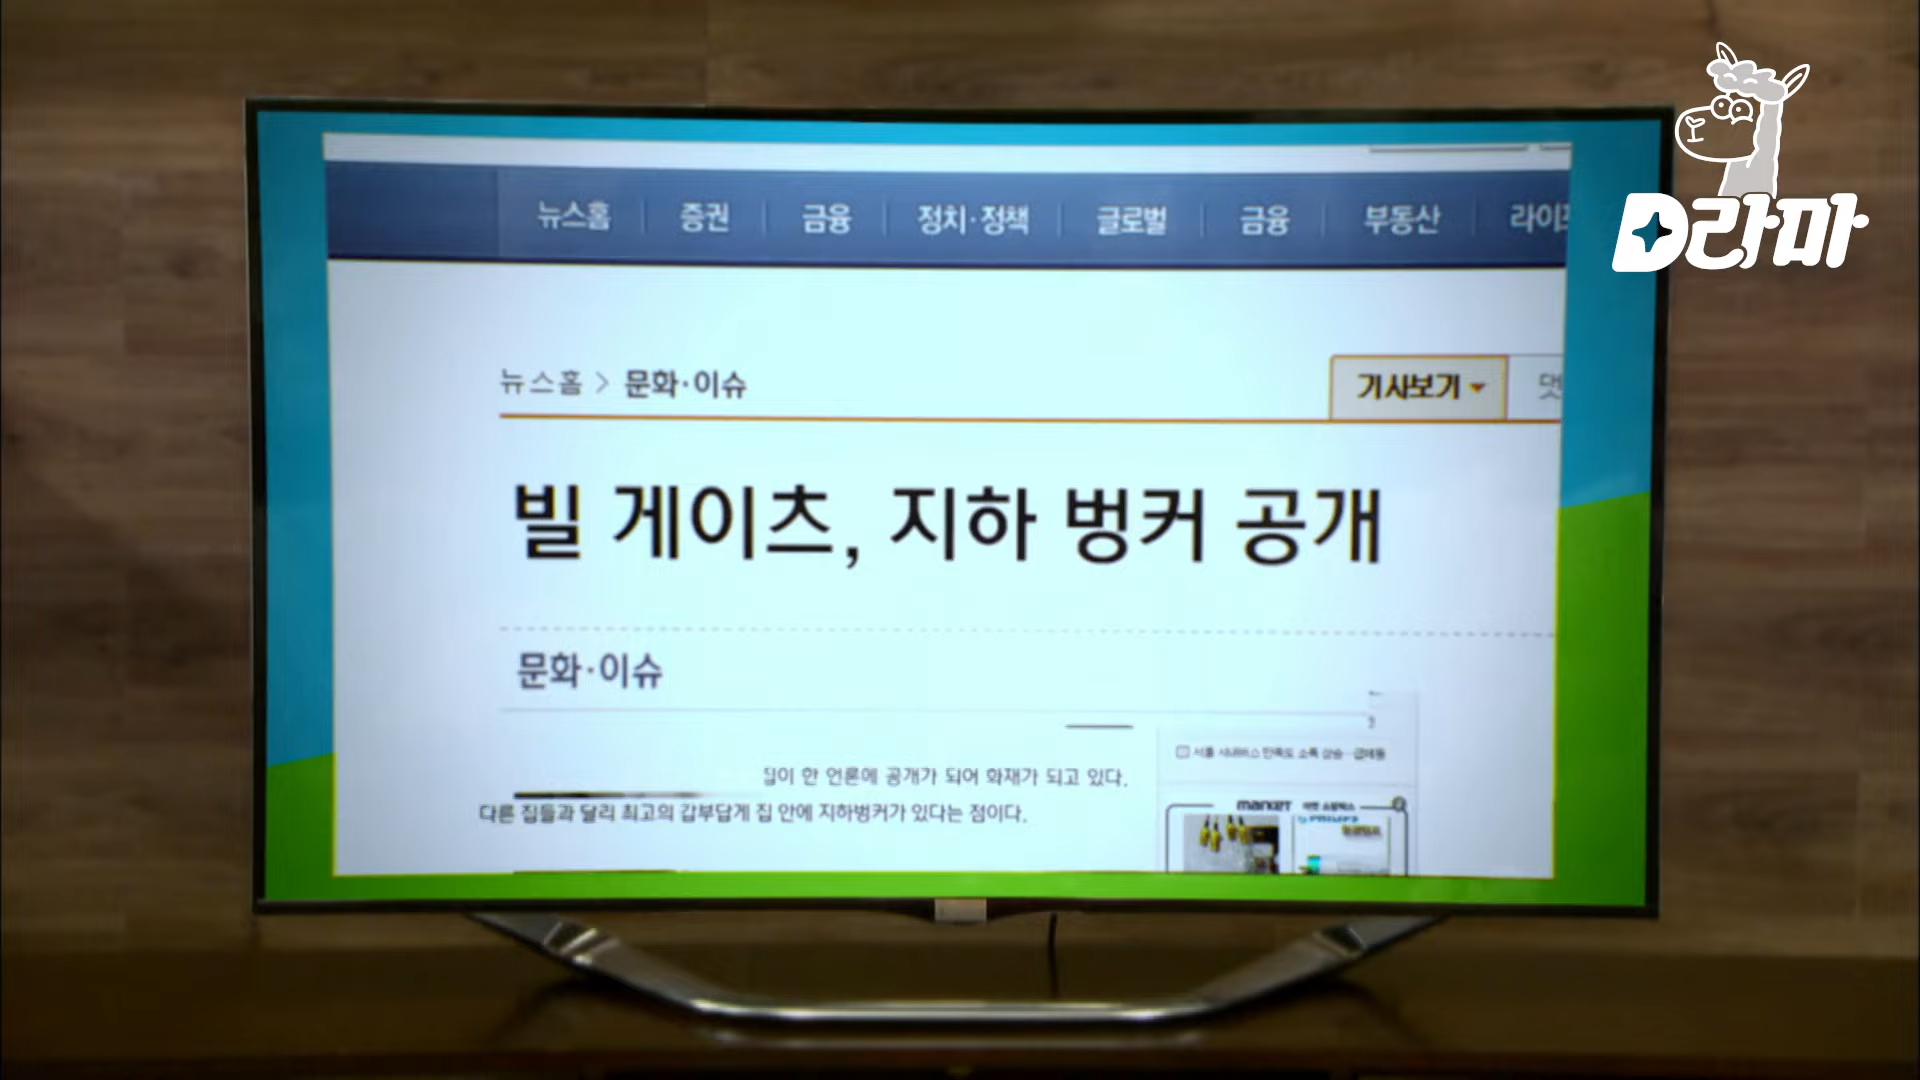 D라마
뉴스홈 증권 금융 정치·정책 글로벌 금융 부동산
뉴스홈 > 문화·이슈
기사보기
빌 게이츠, 지하 벙커 공개
문화·이슈
집이 한 언론에 공개가 되어 화재가 되고 있다.
다른 집들과 달리 최고의 갑부답게 집 안에 지하벙커가 있다는 점이다.
market